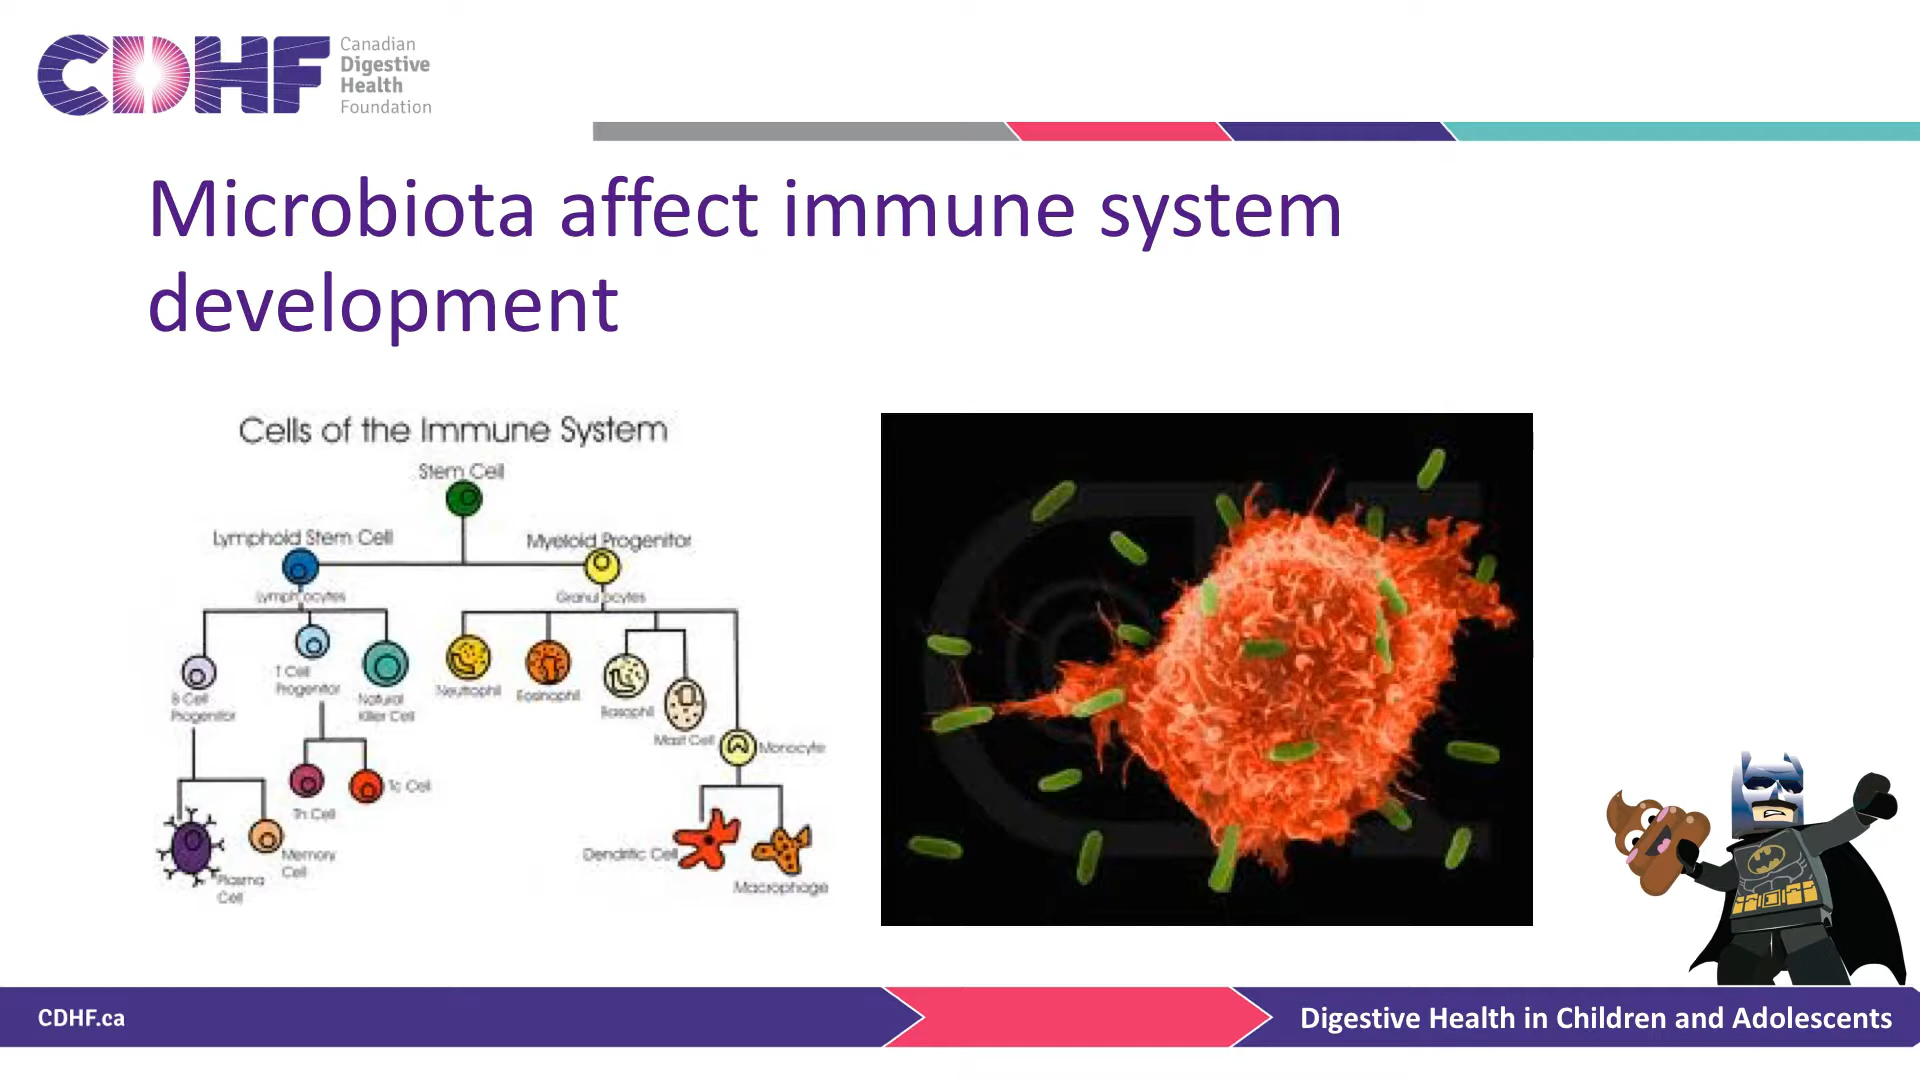 CDHF
Canadian
Digestive
Health
Foundation
Microbiota affect immune system
development
Cells of the Immune System
Stem Cell
Lymphoid Stem Cell
Myeloid Progenitor
Lymphocytes
Granulocytes
B Cell
Progenitor
T Cell
Progenitor
Natural
Killer Cell
Neutrophil
Eosinophil
Basophil
Mast Cell
Monocyte
Th Cell
Tc Cell
Plasma
Cell
Memory
Cell
Dendritic Cell
Macrophage
CDHF.ca
Digestive Health in Children and Adolescents